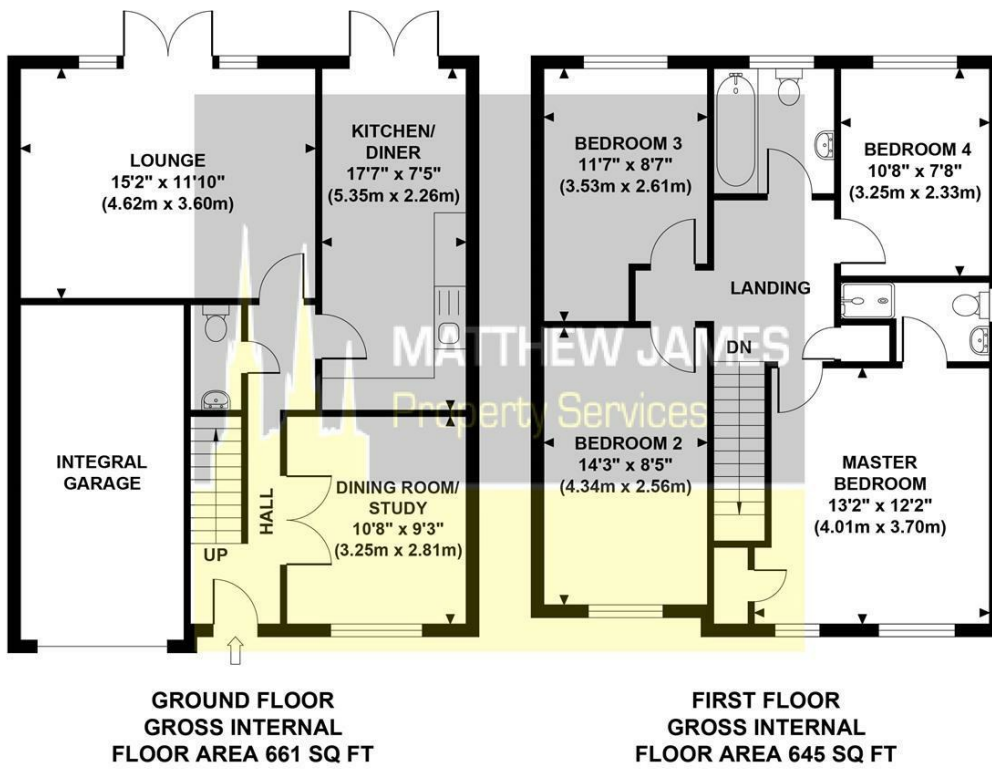 LOUNGE
15'2" x 11'10"
(4.62m x 3.60m)
KITCHEN/
DINER
17'7" x 7'5"
(5.35m x 2.26m)
INTEGRAL
GARAGE
UP
HALL
DINING ROOM/
STUDY
10'8" x 9'3"
(3.25m x 2.81m)
BEDROOM 3
11'7" x 8'7"
(3.53m x 2.61m)
BEDROOM 4
10'8" x 7'8"
(3.25m x 2.33m)
LANDING
DN
MATTHEW JAMES
Property Services
BEDROOM 2
14'3" x 8'5"
(4.34m x 2.56m)
MASTER
BEDROOM
13'2" x 12'2"
(4.01m x 3.70m)
GROUND FLOOR
GROSS INTERNAL
FLOOR AREA 661 SQ FT
FIRST FLOOR
GROSS INTERNAL
FLOOR AREA 645 SQ FT